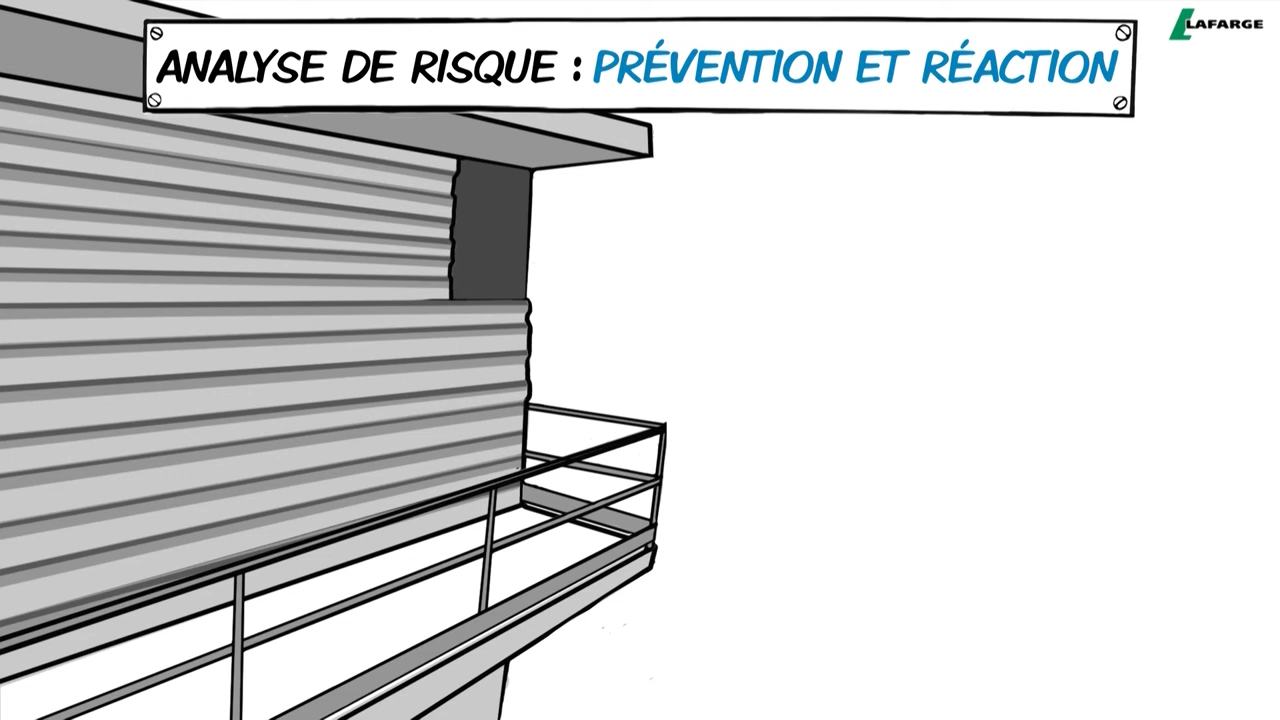 ANALYSE DE RISQUE : PRÉVENTION ET RÉACTION
LAFARGE